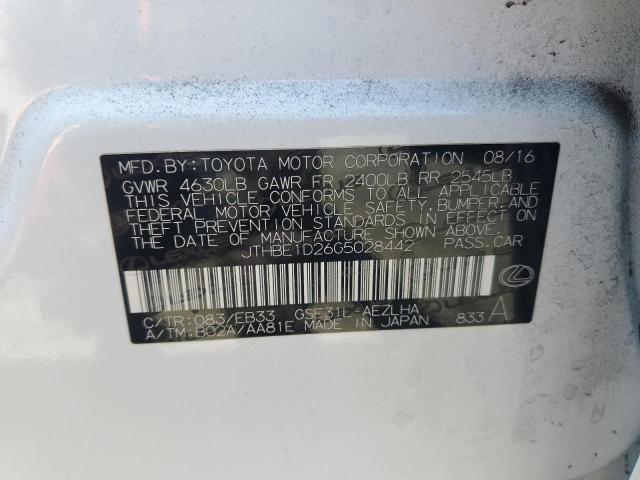 MFD.BY:TOYOTA MOTOR CORPORATION 08/16
GVWR 4630LB GAWR FR 2400LB RR 2545LB
THIS VEHICLE CONFORMS TO ALL APPLICABLE
FEDERAL MOTOR VEHICLE SAFETY,BUMPER,AND
THEFT PREVENTION STANDARDS IN EFFECT ON
THE DATE OF MANUFACTURE SHOWN ABOVE.
JTHBE1D26G5028442 PASS.CAR
C/TR:083/EB33 GSE31L-AEZLHA
A/TM:B02A/AA81E MADE IN JAPAN 833 A